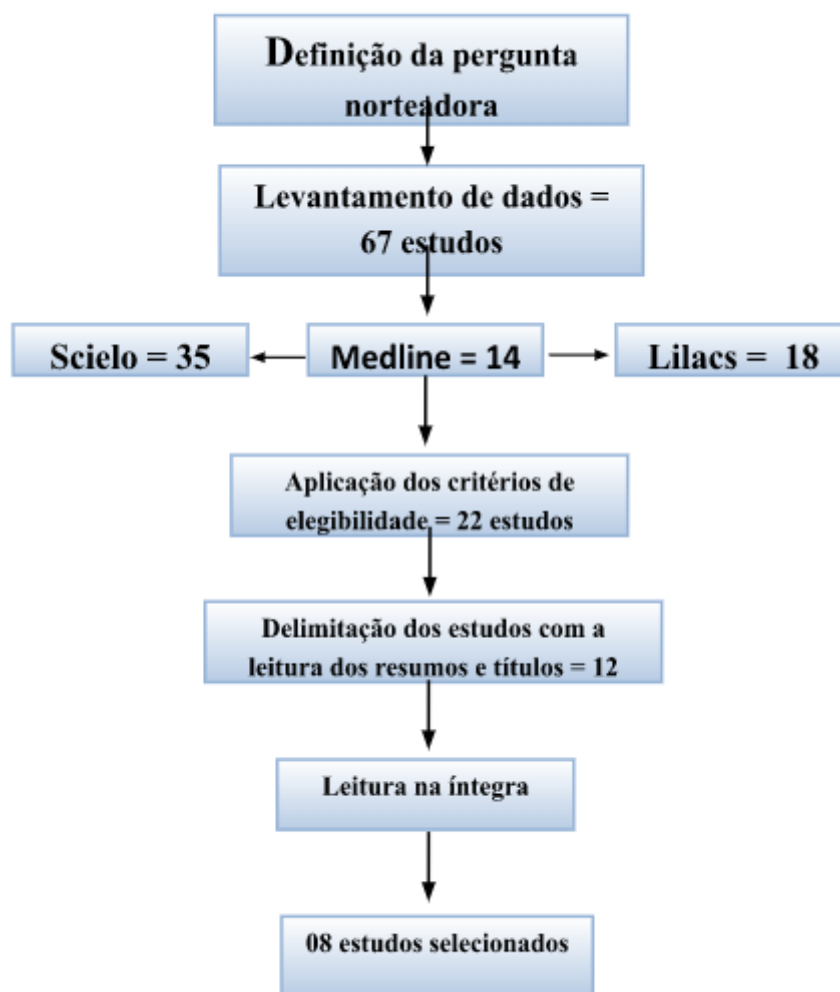 Definição da pergunta
norteadora
Levantamento de dados =
67 estudos
Scielo = 35
Medline = 14
Lilacs = 18
Aplicação dos critérios de
elegibilidade = 22 estudos
Delimitação dos estudos com a
leitura dos resumos e títulos = 12
Leitura na íntegra
08 estudos selecionados